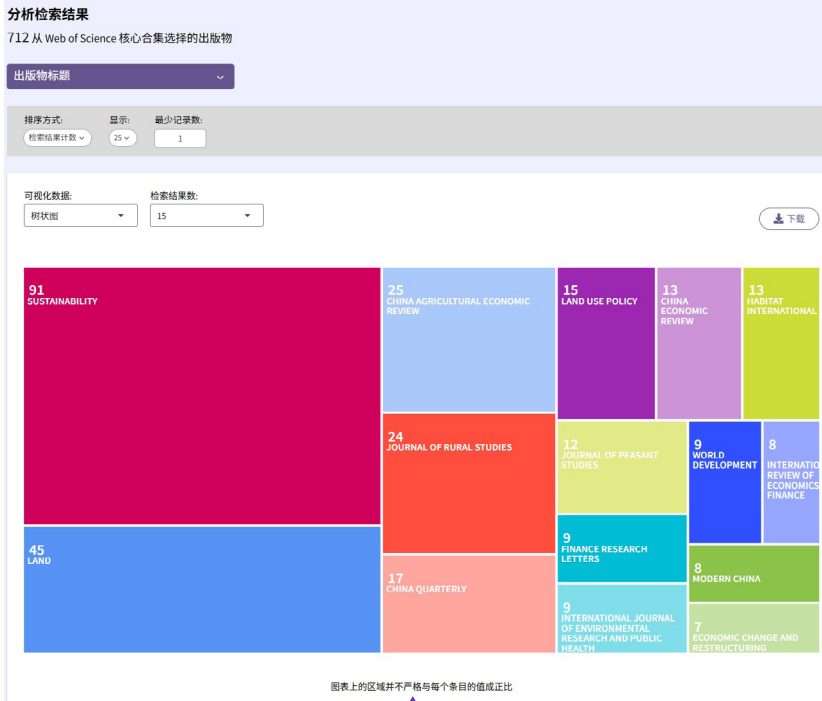 分析检索结果
712 从 Web of Science 核心合集选择的出版物
出版物标题
排序方式:
显示:
最少记录数:
检索结果计数
25
1
可视化数据:
检索结果数:
树状图
15
下载
91
SUSTAINABILITY
45
LAND
25
CHINA AGRICULTURAL ECONOMIC
REVIEW
24
JOURNAL OF RURAL STUDIES
17
CHINA QUARTERLY
15
LAND USE POLICY
13
CHINA
ECONOMIC
REVIEW
13
HABITAT
INTERNATIONAL
12
JOURNAL OF PEASANT
STUDIES
9
FINANCE RESEARCH
LETTERS
9
INTERNATIONAL JOURNAL
OF ENVIRONMENTAL
RESEARCH AND PUBLIC
HEALTH
9
WORLD
DEVELOPMENT
8
INTERNATIO
REVIEW OF
ECONOMICS
FINANCE
8
MODERN CHINA
7
ECONOMIC CHANGE AND
RESTRUCTURING
图表上的区域并不严格与每个条目的值成正比